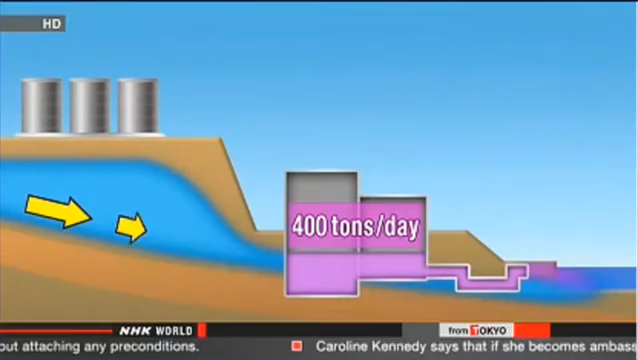 HD
400 tons/day
NHK WORLD
from TOKYO
out attaching any preconditions.
Caroline Kennedy says that if she becomes ambass